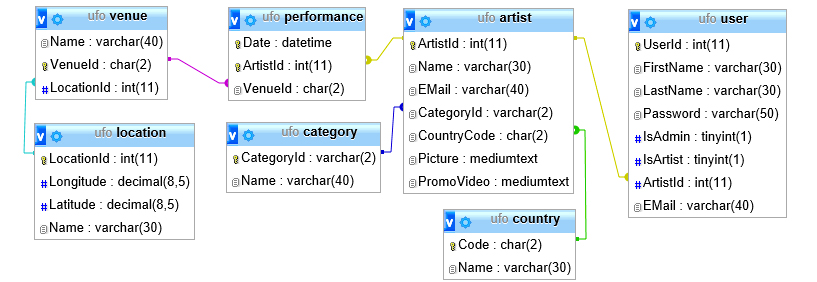 v ufo venue
Name : varchar(40)
VenueId : char(2)
LocationId : int(11)
v ufo performance
Date : datetime
ArtistId : int(11)
VenueId : char(2)
v ufo artist
ArtistId : int(11)
Name : varchar(30)
EMail : varchar(40)
CategoryId : varchar(2)
CountryCode : char(2)
Picture : mediumtext
PromoVideo : mediumtext
v ufo user
UserId : int(11)
FirstName : varchar(30)
LastName : varchar(30)
Password : varchar(50)
# IsAdmin : tinyint(1)
# IsArtist : tinyint(1)
# ArtistId : int(11)
EMail : varchar(40)
v ufo location
LocationId : int(11)
# Longitude : decimal(8,5)
# Latitude : decimal(8,5)
Name : varchar(30)
v ufo category
CategoryId : varchar(2)
Name : varchar(40)
v ufo country
Code : char(2)
Name : varchar(30)